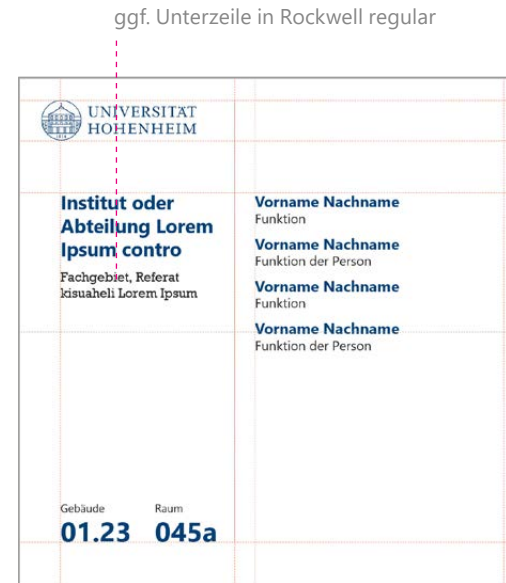 ggf. Unterzeile in Rockwell regular
UNIVERSITÄT
HOHENHEIM
Institut oder
Abteilung Lorem
Ipsum contro
Fachgebiet, Referat
kisuaheli Lorem Ipsum
Vorname Nachname
Funktion
Vorname Nachname
Funktion der Person
Vorname Nachname
Funktion
Vorname Nachname
Funktion der Person
Gebäude Raum
01.23 045a